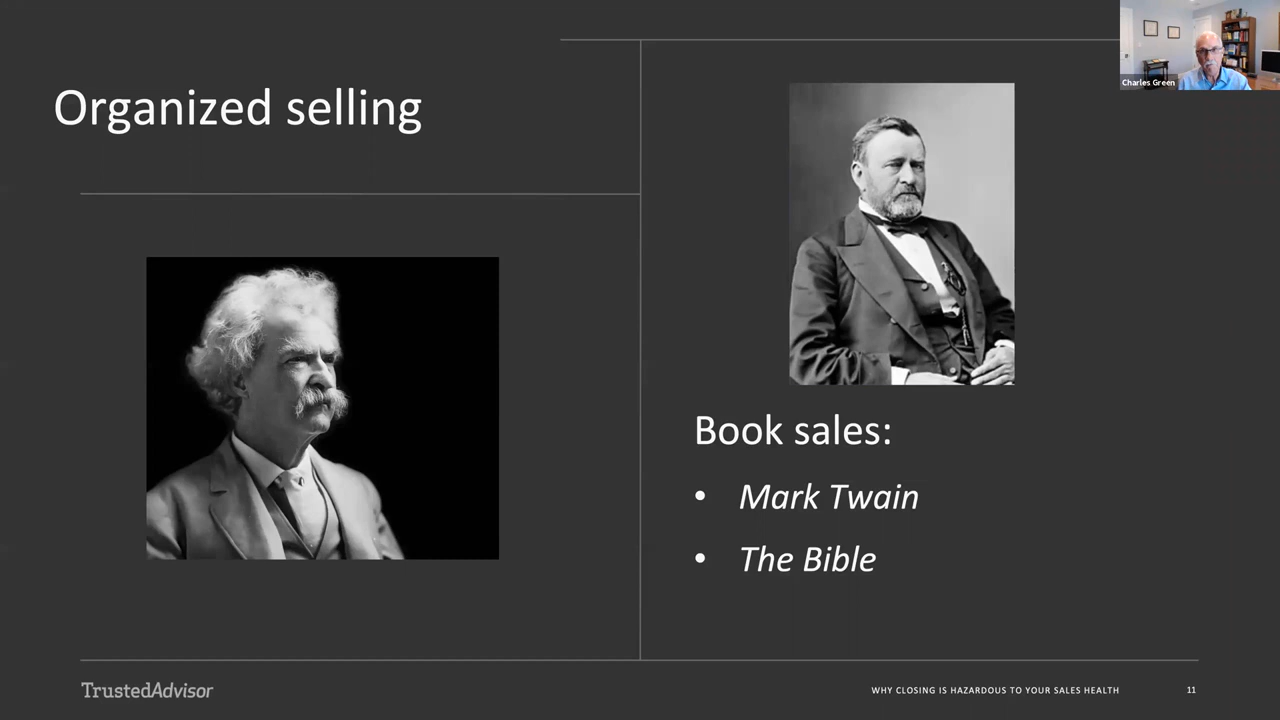 Organized selling
Charles Green
Book sales:
• Mark Twain
• The Bible
TrustedAdvisor
WHY CLOSING IS HAZARDOUS TO YOUR SALES HEALTH
11